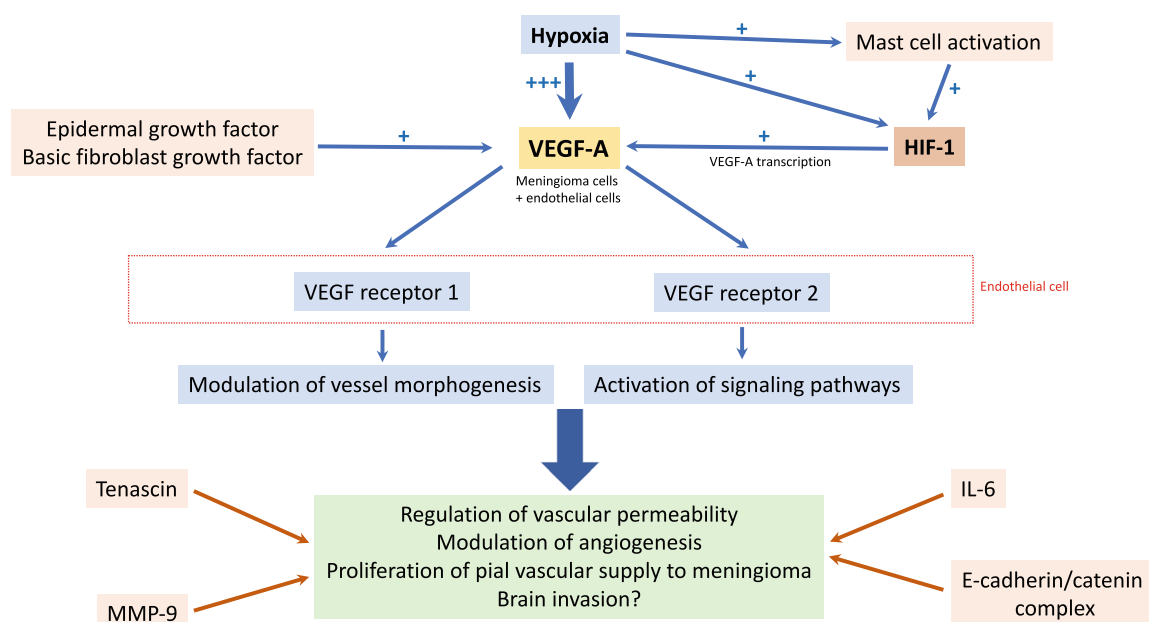 Hypoxia
+
Mast cell activation
+++
+
+
Epidermal growth factor
Basic fibroblast growth factor
+
VEGF-A
+
HIF-1
VEGF-A transcription
Meningioma cells
+ endothelial cells
VEGF receptor 1
VEGF receptor 2
Endothelial cell
Modulation of vessel morphogenesis
Activation of signaling pathways
Tenascin
IL-6
Regulation of vascular permeability
Modulation of angiogenesis
Proliferation of pial vascular supply to meningioma
Brain invasion?
MMP-9
E-cadherin/catenin
complex